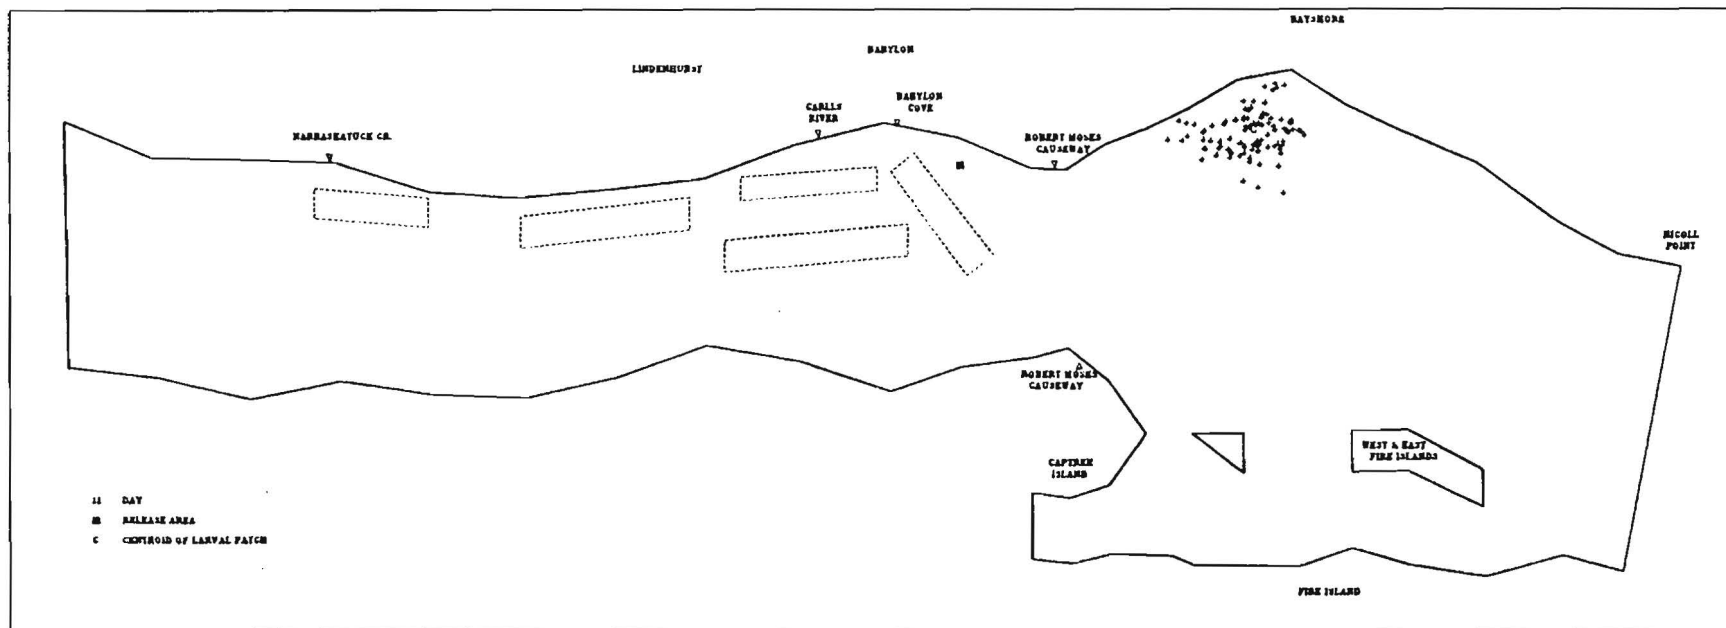 BAYSHORE
BABYLON
LINDENHURST
CARLLS
RIVER
BABYLON
COVE
NARRASKATUCK CR.
ROBERT MOSES
CAUSEWAY
NICOLL
POINT
C
ROBERT MOSES
CAUSEWAY
WEST & EAST
FIRE ISLANDS
CAPTREE
ISLAND
11 DAY
RELEASE AREA
C CENTROID OF LARVAL PATCH
FIRE ISLAND